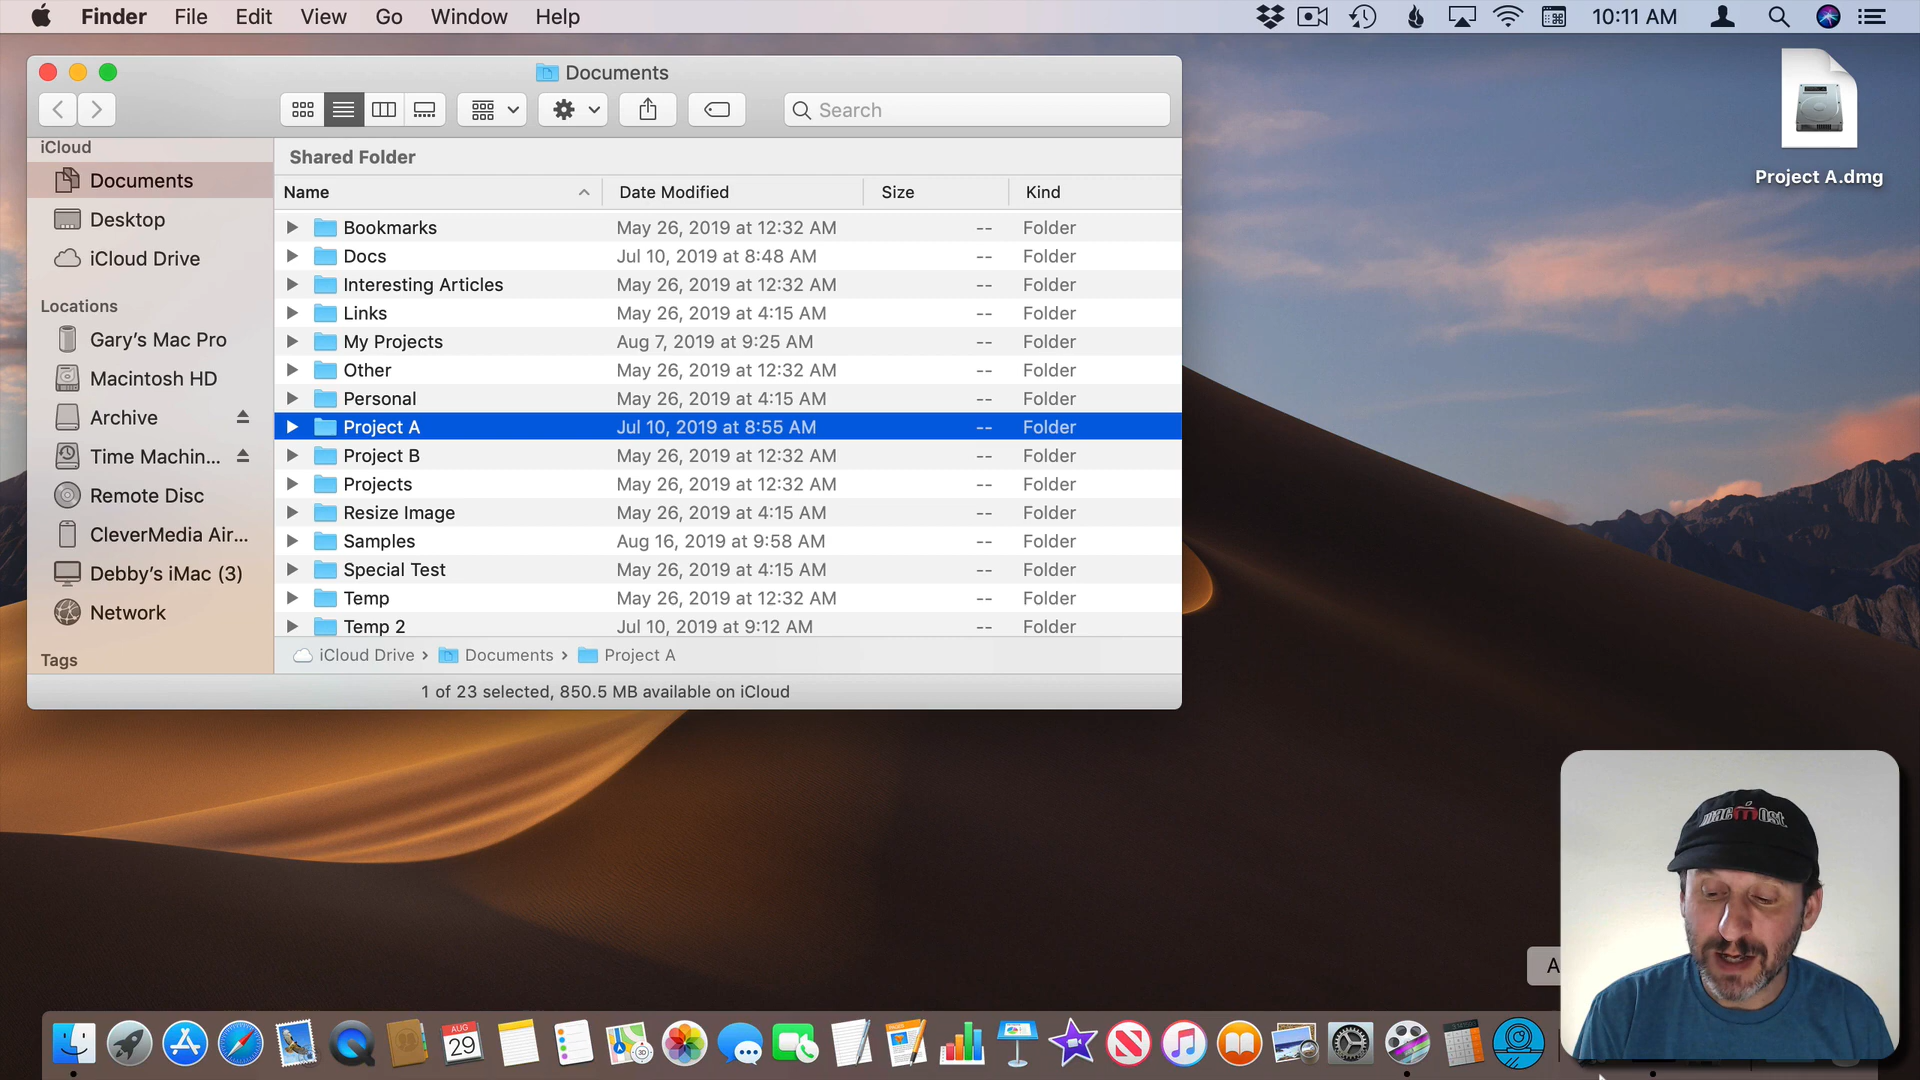 Finder File Edit View Go Window Help 10:11 AM
Documents
Search
iCloud
Documents
Desktop
iCloud Drive
Locations
Gary's Mac Pro
Macintosh HD
Archive
Time Machin...
Remote Disc
CleverMedia Air...
Debby's iMac (3)
Network
Tags
Shared Folder
Name Date Modified Size Kind
Bookmarks May 26, 2019 at 12:32 AM -- Folder
Docs Jul 10, 2019 at 8:48 AM -- Folder
Interesting Articles May 26, 2019 at 12:32 AM -- Folder
Links May 26, 2019 at 4:15 AM -- Folder
My Projects Aug 7, 2019 at 9:25 AM -- Folder
Other May 26, 2019 at 12:32 AM -- Folder
Personal May 26, 2019 at 4:15 AM -- Folder
Project A Jul 10, 2019 at 8:55 AM -- Folder
Project B May 26, 2019 at 12:32 AM -- Folder
Projects May 26, 2019 at 12:32 AM -- Folder
Resize Image May 26, 2019 at 4:15 AM -- Folder
Samples Aug 16, 2019 at 9:58 AM -- Folder
Special Test May 26, 2019 at 4:15 AM -- Folder
Temp May 26, 2019 at 12:32 AM -- Folder
Temp 2 Jul 10, 2019 at 9:12 AM -- Folder
iCloud Drive › Documents › Project A
1 of 23 selected, 850.5 MB available on iCloud
Project A.dmg
macmost
A
AUG
29
3D
PAGES